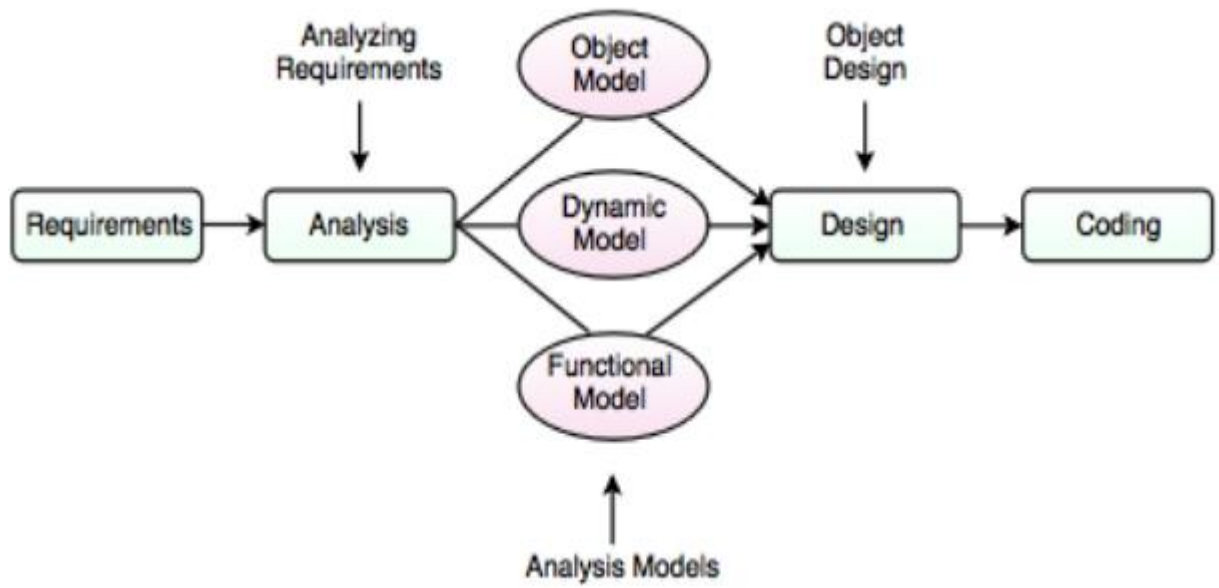 Analyzing
Requirements
Object
Model
Object
Design
Requirements
Analysis
Dynamic
Model
Design
Coding
Functional
Model
Analysis Models